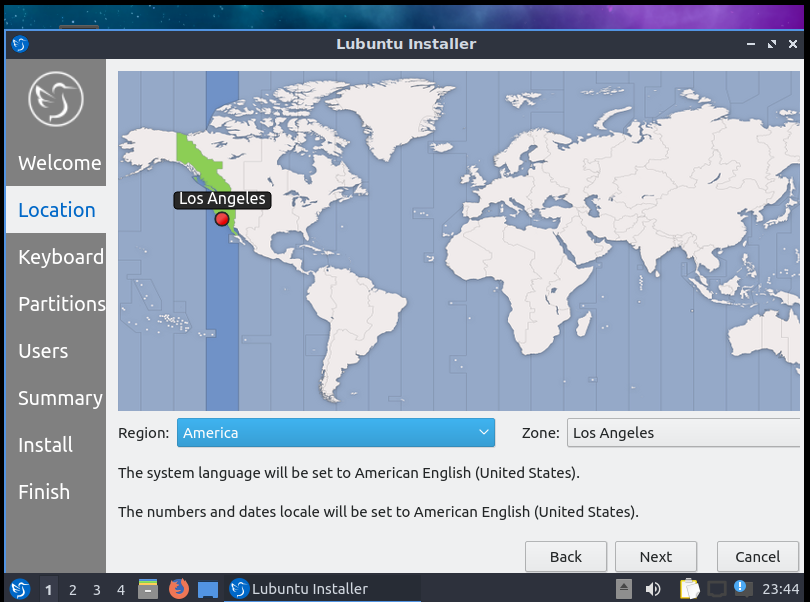 Lubuntu Installer
Welcome
Location
Keyboard
Partitions
Users
Summary
Install
Finish
Los Angeles
Region: America Zone: Los Angeles
The system language will be set to American English (United States).
The numbers and dates locale will be set to American English (United States).
Back Next Cancel
1 2 3 4 Lubuntu Installer 23:44